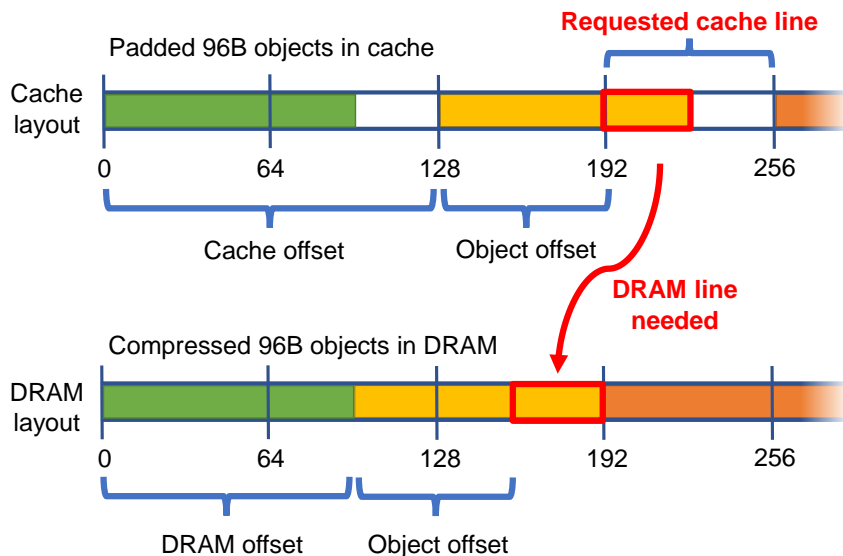 Requested cache line
Padded 96B objects in cache
Cache
layout
0 64 128 192 256
Cache offset Object offset
DRAM line
needed
Compressed 96B objects in DRAM
DRAM
layout
0 64 128 192 256
DRAM offset Object offset